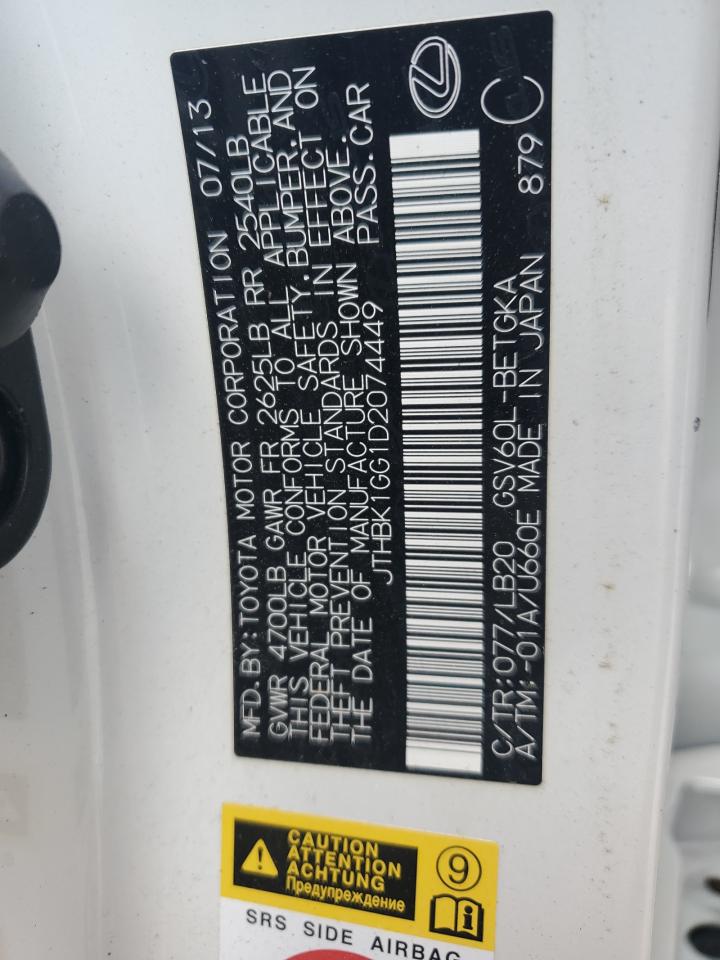 MFD.BY:TOYOTA MOTOR CORPORATION 07/13
GVWR 4700LB GAWR FR 2625LB RR 2540LB
THIS VEHICLE CONFORMS TO ALL APPLICABLE
FEDERAL MOTOR VEHICLE SAFETY,BUMPER,AND
THEFT PREVENTION STANDARDS IN EFFECT ON
THE DATE OF MANUFACTURE SHOWN ABOVE.
JTHBK1GG1D2074449 PASS.CAR
C/TR:077/LB20 GSV60L-BETGKA 879
A/TM:-01A/U660E MADE IN JAPAN
CAUTION
ATTENTION
ACHTUNG
Предупреждение
9
i
SRS SIDE AIRBAG